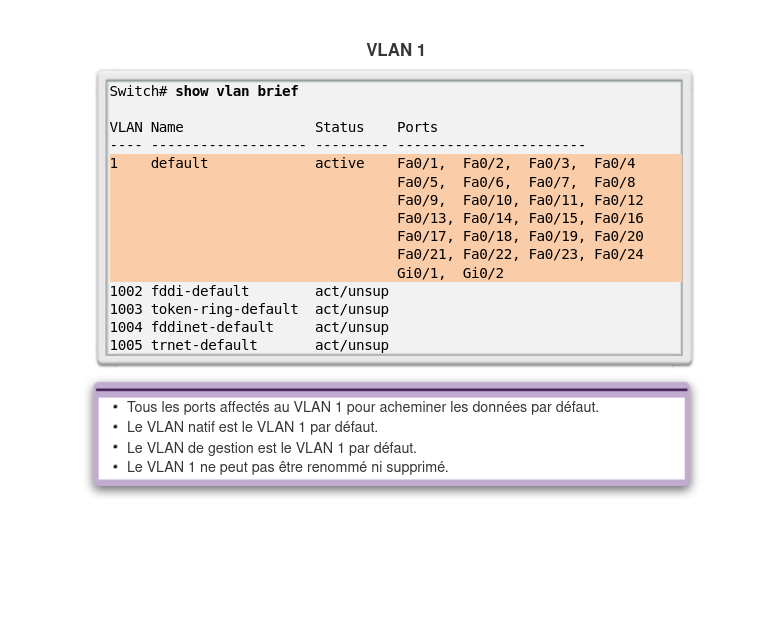 VLAN 1
Switch# show vlan brief
VLAN Name                Status    Ports
---- ------------------- --------- -----------------------
1    default             active    Fa0/1,  Fa0/2,  Fa0/3,  Fa0/4
                                   Fa0/5,  Fa0/6,  Fa0/7,  Fa0/8
                                   Fa0/9,  Fa0/10, Fa0/11, Fa0/12
                                   Fa0/13, Fa0/14, Fa0/15, Fa0/16
                                   Fa0/17, Fa0/18, Fa0/19, Fa0/20
                                   Fa0/21, Fa0/22, Fa0/23, Fa0/24
                                   Gi0/1,  Gi0/2
1002 fddi-default        act/unsup
1003 token-ring-default  act/unsup
1004 fddinet-default     act/unsup
1005 trnet-default       act/unsup
• Tous les ports affectés au VLAN 1 pour acheminer les données par défaut.
• Le VLAN natif est le VLAN 1 par défaut.
• Le VLAN de gestion est le VLAN 1 par défaut.
• Le VLAN 1 ne peut pas être renommé ni supprimé.